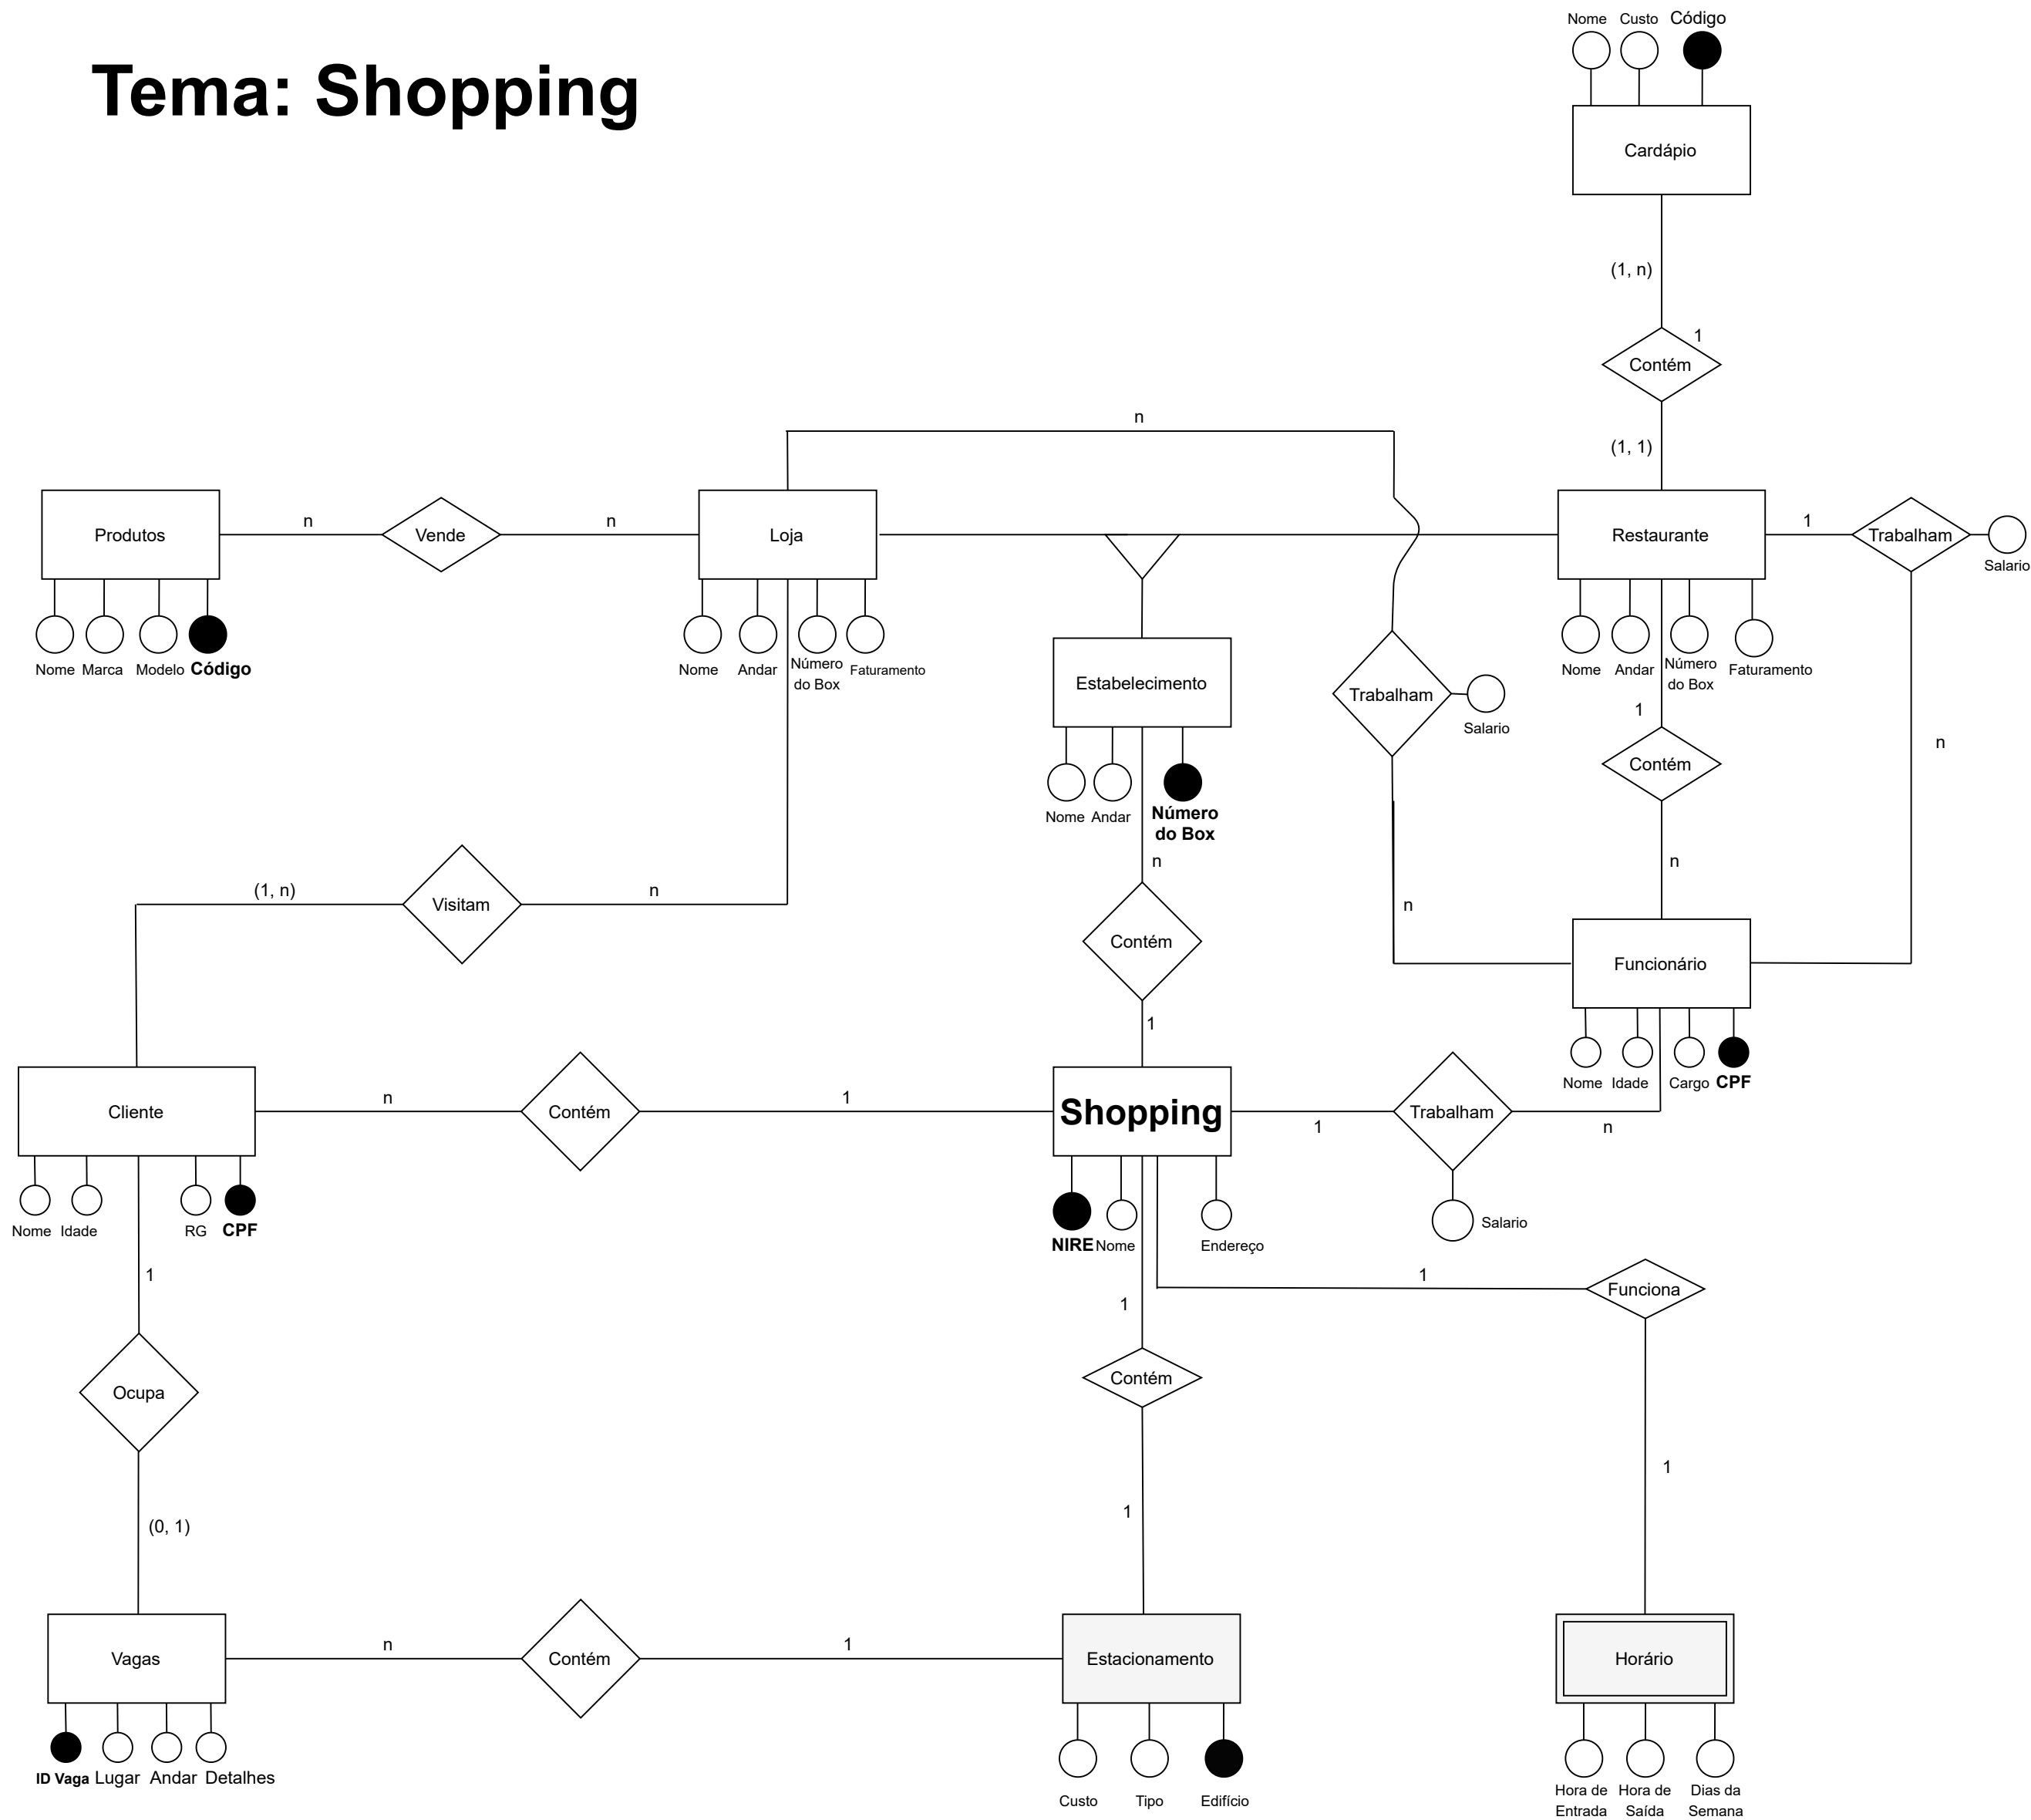 Nome Custo Código
Tema: Shopping
Cardápio
(1, n)
1
Contém
n
(1, 1)
Produtos
n
Vende
n
Loja
Restaurante
1
Trabalham
Salario
Nome Marca Modelo Código
Nome Andar Número
do Box Faturamento
Nome Andar Número
do Box Faturamento
Estabelecimento
Trabalham
Salario
1
n
Contém
Nome Andar Número
do Box
n
n
(1, n)
Visitam
n
n
Contém
Funcionário
1
Nome Idade Cargo CPF
Cliente
n
Contém
1
Shopping
1
Trabalham
n
Nome Idade RG CPF
NIRE Nome Endereço
Salario
1
1
1
Funciona
Ocupa
Contém
1
(0, 1)
1
Vagas
n
Contém
1
Estacionamento
Horário
ID Vaga Lugar Andar Detalhes
Custo Tipo Edifício
Hora de
Entrada
Hora de
Saída
Dias da
Semana